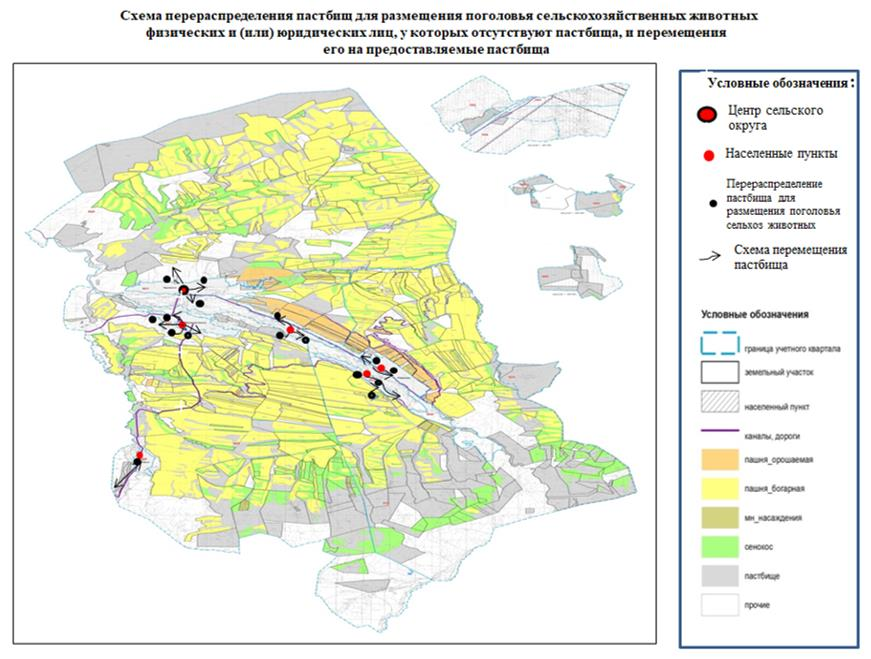 Схема перераспределения пастбищ для размещения поголовья сельскохозяйственных животных
физических и (или) юридических лиц, у которых отсутствуют пастбища, и перемещения
его на предоставляемые пастбища
Условные обозначения:
Центр сельского
округа
Населенные пункты
Перераспределение
пастбища для
размещения поголовья
сельхоз животных
Схема перемещения
пастбища
Условные обозначения
граница учетного квартала
земельный участок
населенный пункт
каналы, дороги
пашня_орошаемая
пашня_богарная
мн_насаждения
сенокос
пастбище
прочие